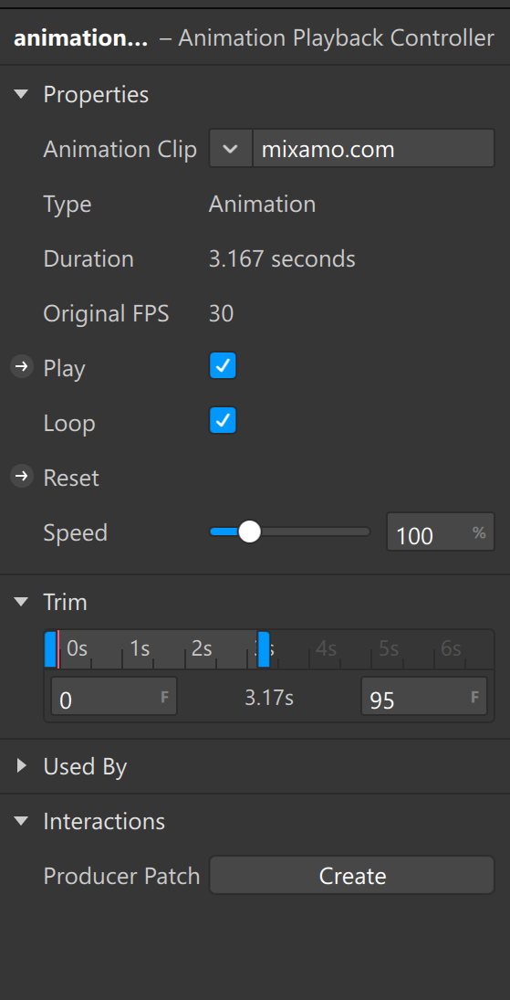 animation... – Animation Playback Controller
Properties
Animation Clip mixamo.com
Type Animation
Duration 3.167 seconds
Original FPS 30
Play
Loop
Reset
Speed 100 %
Trim
0s 1s 2s 3s 4s 5s 6s
0 F 3.17s 95 F
Used By
Interactions
Producer Patch Create